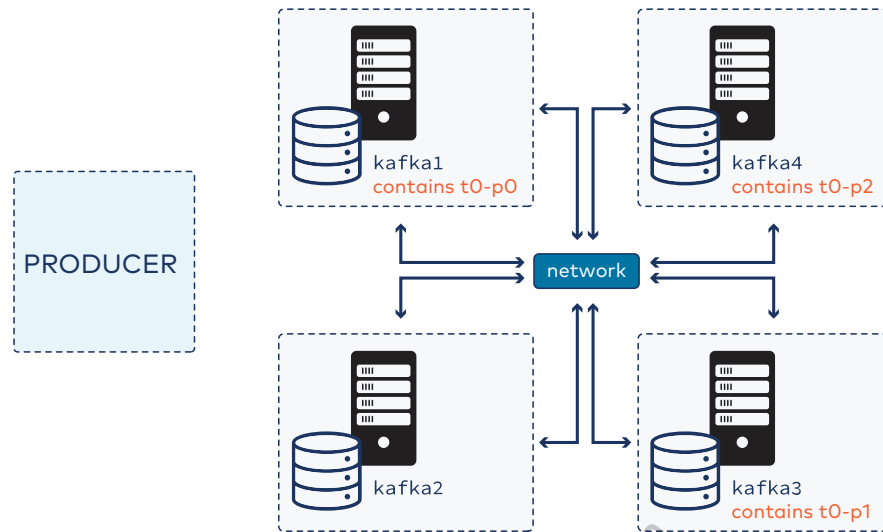 kafka1
contains t0-p0
kafka4
contains t0-p2
PRODUCER
network
kafka2
kafka3
contains t0-p1